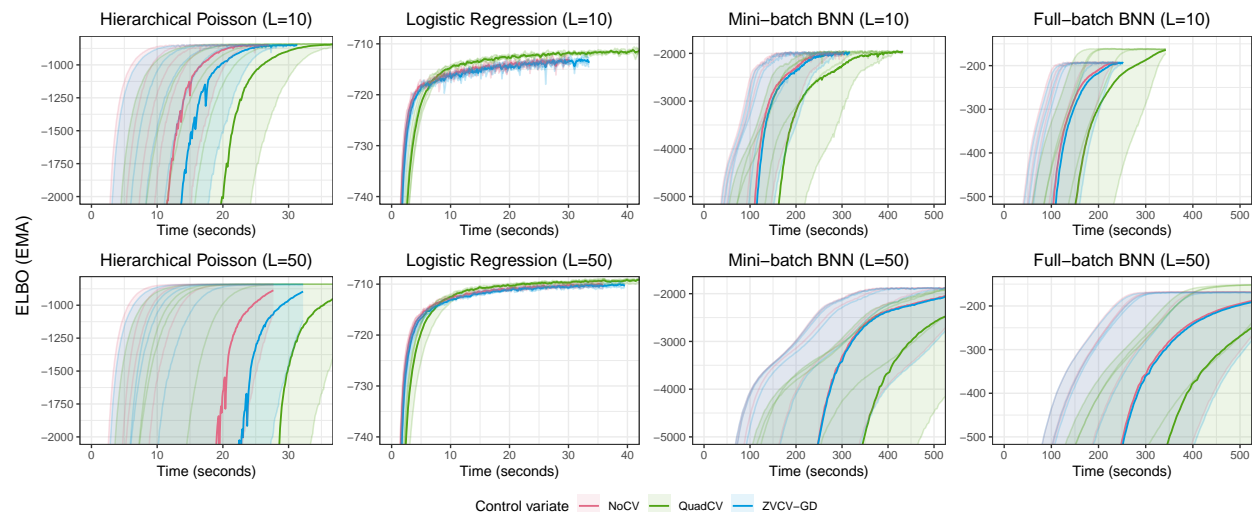 Hierarchical Poisson (L=10)
Logistic Regression (L=10)
Mini-batch BNN (L=10)
Full-batch BNN (L=10)
−1000
−1250
−1500
−1750
−2000
0 10 20 30
Time (seconds)
−710
−720
−730
−740
0 10 20 30 40
Time (seconds)
−2000
−3000
−4000
−5000
0 100 200 300 400 500
Time (seconds)
−200
−300
−400
−500
0 100 200 300 400 500
Time (seconds)
ELBO (EMA)
Hierarchical Poisson (L=50)
Logistic Regression (L=50)
Mini-batch BNN (L=50)
Full-batch BNN (L=50)
−1000
−1250
−1500
−1750
−2000
0 10 20 30
Time (seconds)
−710
−720
−730
−740
0 10 20 30 40
Time (seconds)
−2000
−3000
−4000
−5000
0 100 200 300 400 500
Time (seconds)
−200
−300
−400
−500
0 100 200 300 400 500
Time (seconds)
Control variate NoCV QuadCV ZVCV−GD